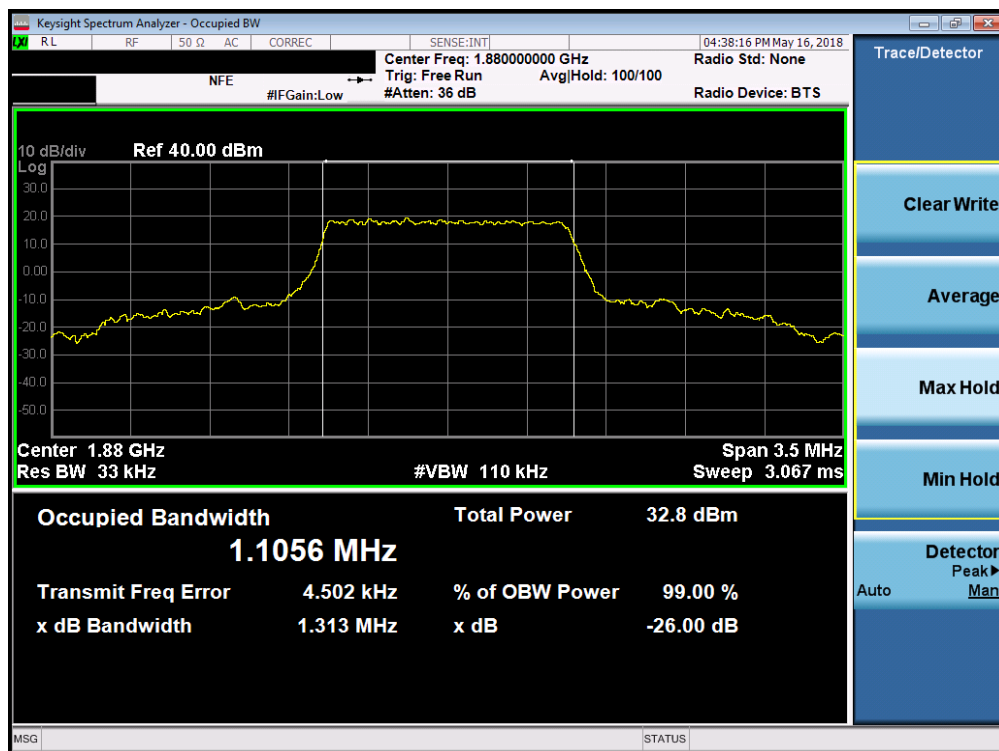 Keysight Spectrum Analyzer - Occupied BW
LXI RL RF 50 Ω AC CORREC SENSE:INT 04:38:16 PM May 16, 2018
Center Freq: 1.880000000 GHz Radio Std: None
NFE Trig: Free Run Avg|Hold: 100/100
#IFGain:Low #Atten: 36 dB Radio Device: BTS
10 dB/div Ref 40.00 dBm
Log
30.0
20.0
10.0
0.00
-10.0
-20.0
-30.0
-40.0
-50.0
Center 1.88 GHz Span 3.5 MHz
Res BW 33 kHz #VBW 110 kHz Sweep 3.067 ms
Occupied Bandwidth Total Power 32.8 dBm
1.1056 MHz
Transmit Freq Error 4.502 kHz % of OBW Power 99.00 %
x dB Bandwidth 1.313 MHz x dB -26.00 dB
MSG STATUS
Trace/Detector
Clear Write
Average
Max Hold
Min Hold
Detector
Peak▶
Auto Man